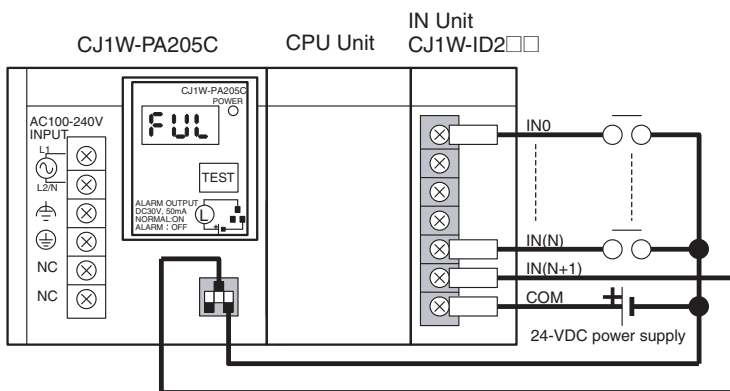 IN Unit
CJ1W-PA205C
CPU Unit
CJ1W-ID2□□
CJ1W-PA205C
POWER
FUL
AC100-240V
INPUT
L1
L2/N
NC
NC
TEST
ALARM OUTPUT
DC30V, 50mA
NORMAL:ON
ALARM : OFF
L
+
IN0
IN(N)
IN(N+1)
COM
+
24-VDC power supply